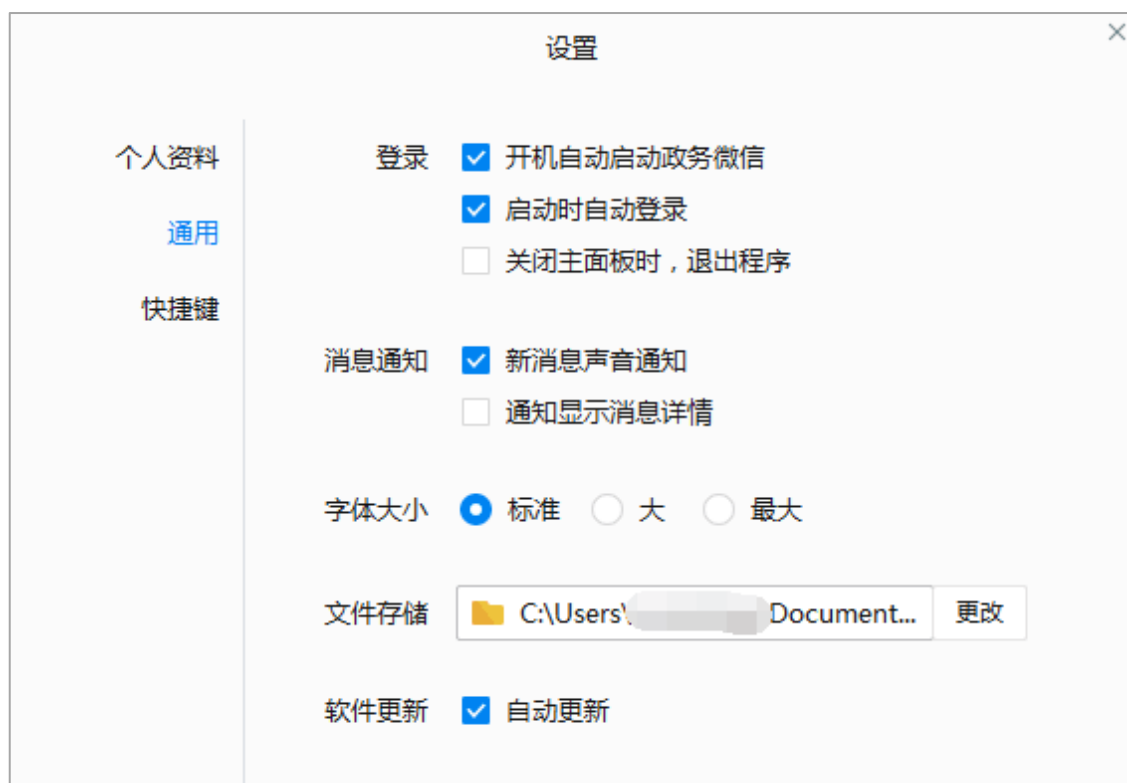 设置
个人资料
通用
快捷键
登录 开机自动启动政务微信
启动时自动登录
关闭主面板时，退出程序
消息通知 新消息声音通知
通知显示消息详情
字体大小 标准 大 最大
文件存储 C:\Users\ Document... 更改
软件更新 自动更新